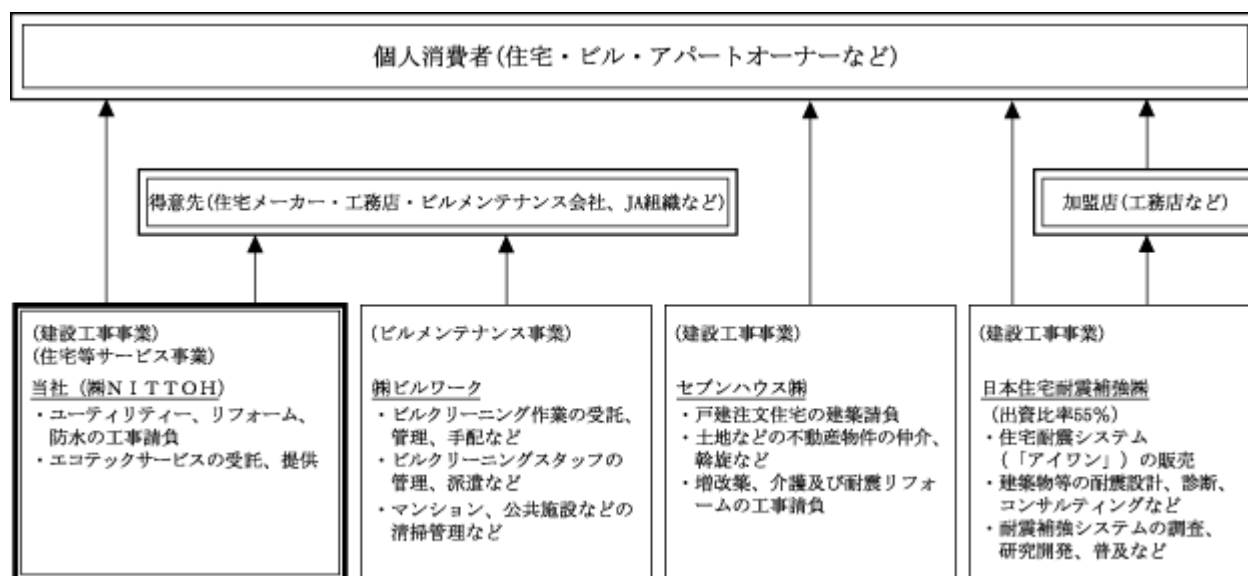 個人消費者(住宅・ビル・アパートオーナーなど)
得意先(住宅メーカー・工務店・ビルメンテナンス会社、JA組織など)
加盟店(工務店など)
(建設工事事業)
(住宅等サービス事業)
当社 (㈱ＮＩＴＴＯＨ)
・ユーティリティー、リフォーム、
防水の工事請負
・エコテックサービスの受託、提供
(ビルメンテナンス事業)
㈱ビルワーク
・ビルクリーニング作業の受託、
管理、手配など
・ビルクリーニングスタッフの
管理、派遣など
・マンション、公共施設などの
清掃管理など
(建設工事事業)
セブンハウス㈱
・戸建注文住宅の建築請負
・土地などの不動産物件の仲介、
斡旋など
・増改築、介護及び耐震リフォ
ームの工事請負
(建設工事事業)
日本住宅耐震補強㈱
(出資比率55%)
・住宅耐震システム
(「アイワン」) の販売
・建築物等の耐震設計、診断、
コンサルティングなど
・耐震補強システムの調査、
研究開発、普及など